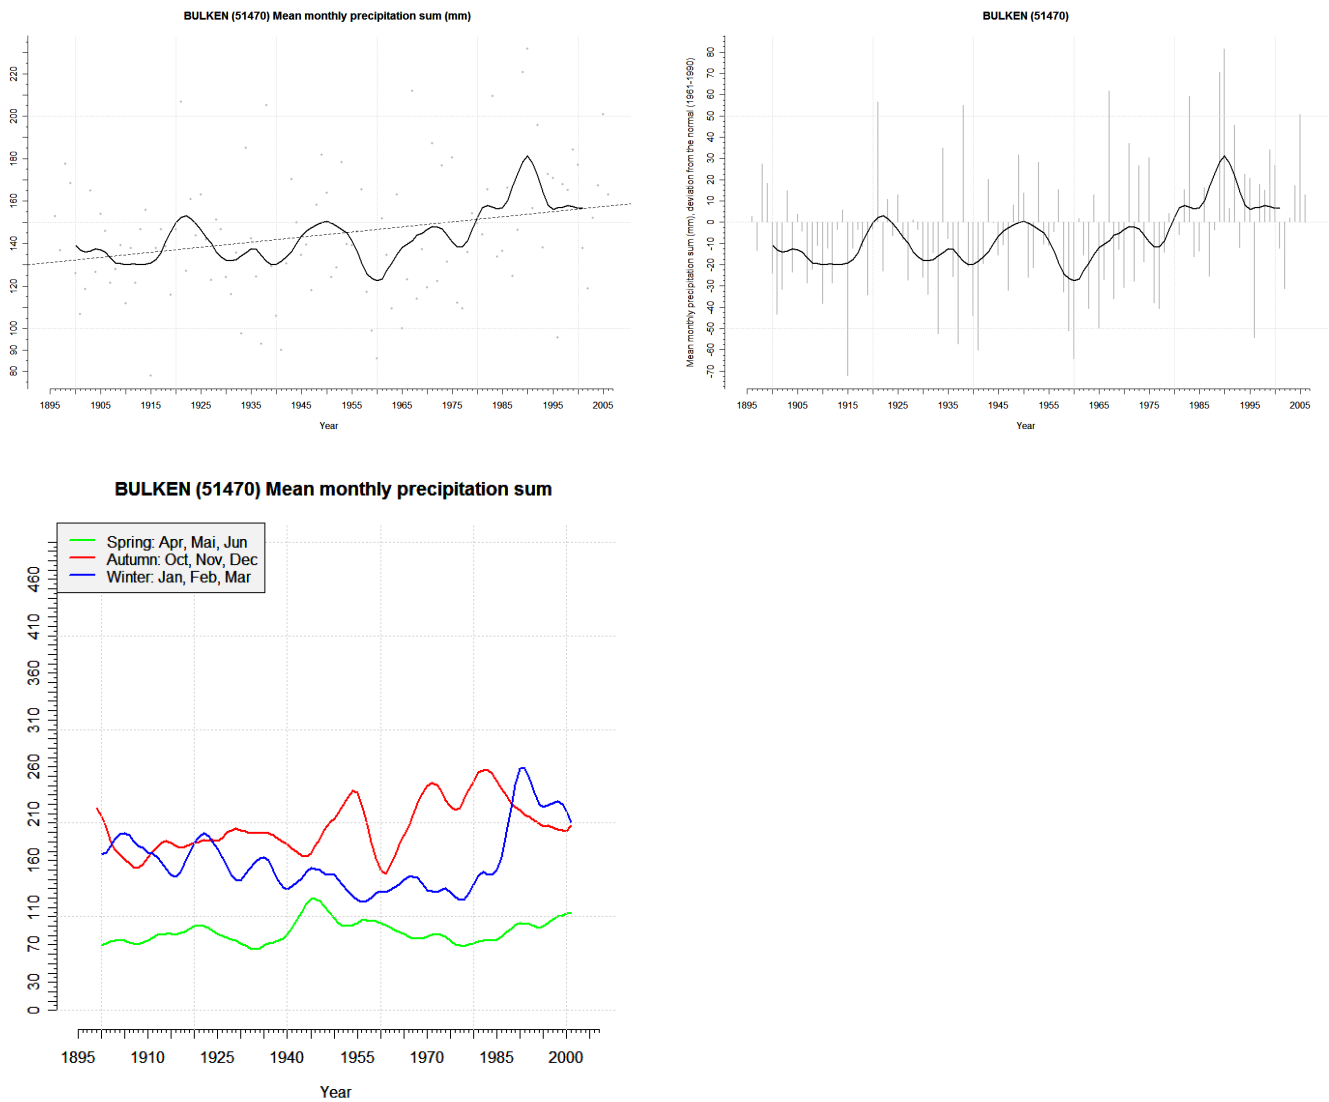 BULKEN (51470) Mean monthly precipitation sum (mm)
220
200
180
160
140
120
100
90
80
1895 1905 1915 1925 1935 1945 1955 1965 1975 1985 1995 2005
Year
BULKEN (51470)
Mean monthly precipitation sum (mm), deviation from the normal (1961-1990)
80
70
60
50
40
30
20
10
0
-10
-20
-30
-40
-50
-60
-70
1895 1905 1915 1925 1935 1945 1955 1965 1975 1985 1995 2005
Year
BULKEN (51470) Mean monthly precipitation sum
Spring: Apr, Mai, Jun
Autumn: Oct, Nov, Dec
Winter: Jan, Feb, Mar
460
410
360
310
260
210
160
110
70
30
0
1895 1910 1925 1940 1955 1970 1985 2000
Year